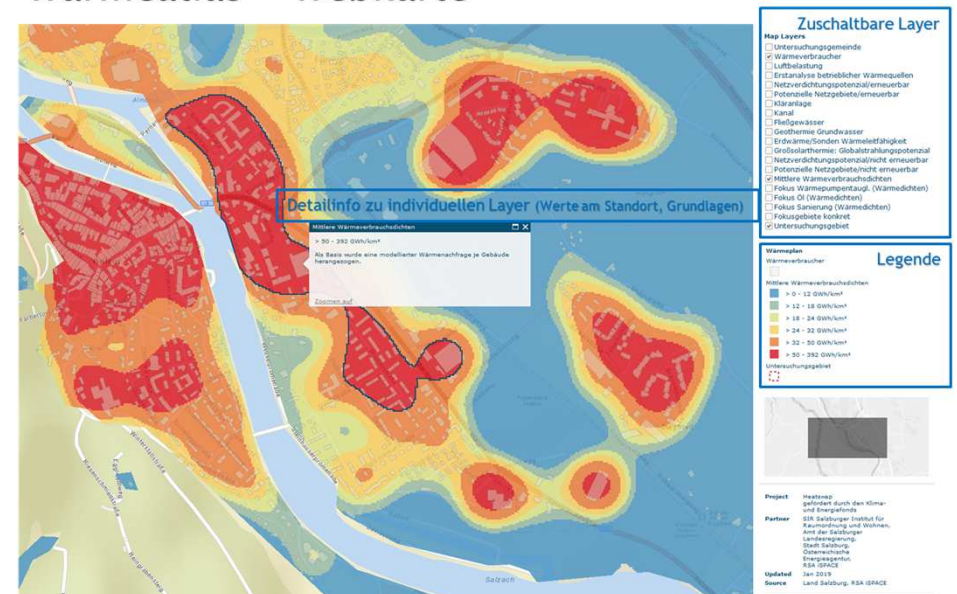 Zuschaltbare Layer
Map Layers
Untersuchungsgemeinde
Wärmeverbraucher
Luftbelastung
Erstanalyse betrieblicher Wärmequellen
Netzverdichtungspotenzial/erneuerbar
Potenzielle Netzgebiete/erneuerbar
Kläranlage
Kanal
Fließgewässer
Geothermie Grundwasser
Erdwärme/Sonden Wärmeleitfähigkeit
Großsolarthermie: Globalstrahlungspotenzial
Netzverdichtungspotenzial/nicht erneuerbar
Potenzielle Netzgebiete/nicht erneuerbar
Mittlere Wärmeverbrauchsdichten
Fokus Wärmepumpentaugl. (Wärmedichten)
Fokus Öl (Wärmedichten)
Fokus Sanierung (Wärmedichten)
Fokusgebiete konkret
Untersuchungsgebiet
Detailinfo zu individuellen Layer (Werte am Standort, Grundlagen)
Mittlere Wärmeverbrauchsdichten
> 50 - 392 GWh/km²
Als Basis wurde eine modellierter Wärmenachfrage je Gebäude
herangezogen.
Zoomen auf
Legende
Wärmeplan
Wärmeverbraucher
Mittlere Wärmeverbrauchsdichten
> 0 - 12 GWh/km²
> 12 - 18 GWh/km²
> 18 - 24 GWh/km²
> 24 - 32 GWh/km²
> 32 - 50 GWh/km²
> 50 - 392 GWh/km²
Untersuchungsgebiet
Salzach
Project Heatswap
gefördert durch den Klima-
und Energiefonds
Partner SIR Salzburger Institut für
Raumordnung und Wohnen,
Amt der Salzburger
Landesregierung,
Stadt Salzburg,
Österreichische
Energieagentur,
RSA iSPACE
Updated Jan 2019
Source Land Salzburg, RSA iSPACE